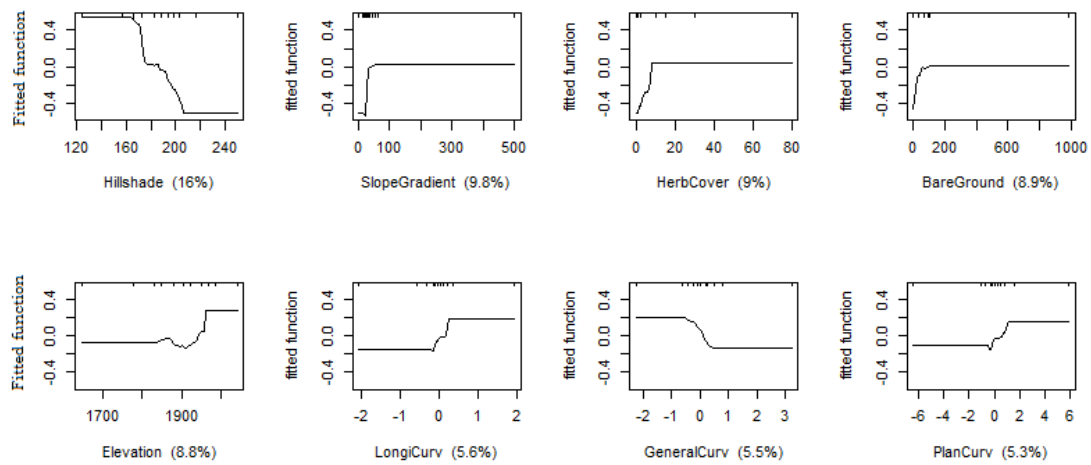 Fitted function
0.4
0.0
-0.4
120 160 200 240
Hillshade (16%)
fitted function
0.4
0.0
-0.4
0 100 300 500
SlopeGradient (9.8%)
fitted function
0.4
0.0
-0.4
0 20 40 60 80
HerbCover (9%)
fitted function
0.4
0.0
-0.4
0 200 600 1000
BareGround (8.9%)
Fitted function
0.4
0.0
-0.4
1700 1900
Elevation (8.8%)
fitted function
0.4
0.0
-0.4
-2 -1 0 1 2
LongiCurv (5.6%)
fitted function
0.4
0.0
-0.4
-2 -1 0 1 2 3
GeneralCurv (5.5%)
fitted function
0.4
0.0
-0.4
-6 -4 -2 0 2 4 6
PlanCurv (5.3%)